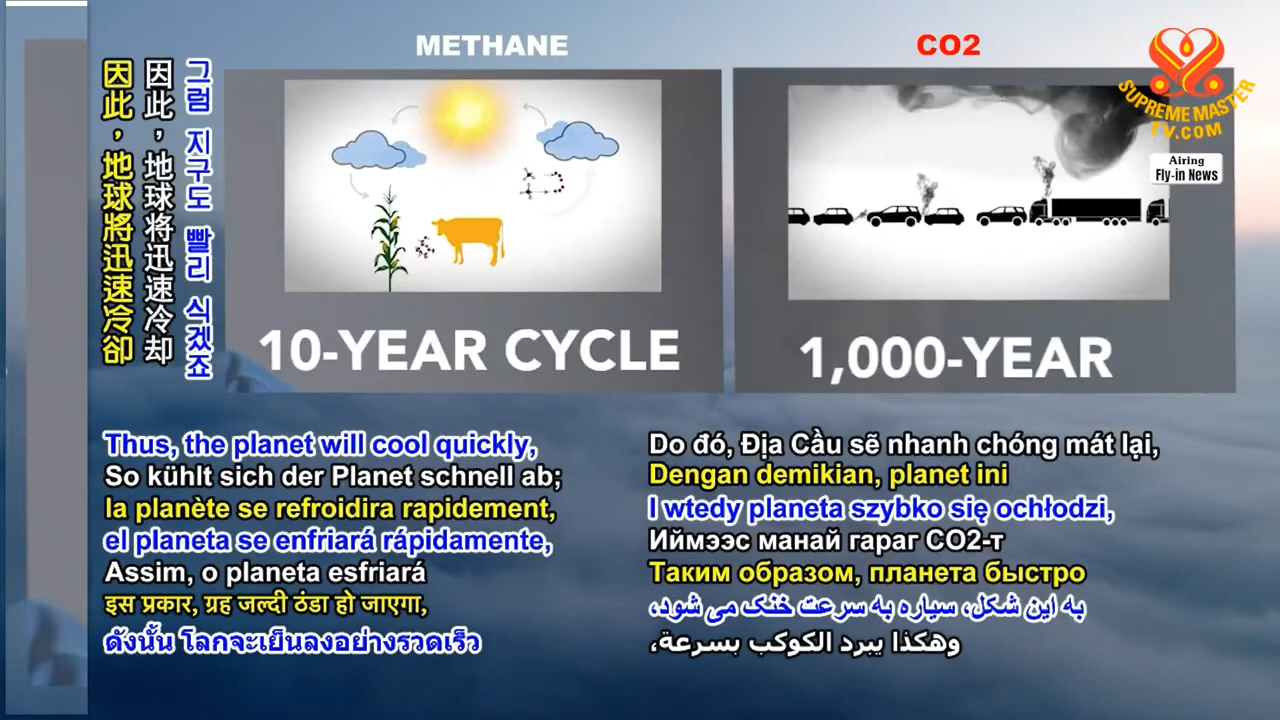 METHANE
CO2
SUPREME MASTER
TV.COM
Airing
Fly-in News
因此，地球將迅速冷卻
因此，地球将迅速冷却
그럼 지구도 빨리 식겠죠
10-YEAR CYCLE
1,000-YEAR
Thus, the planet will cool quickly,
So kühlt sich der Planet schnell ab;
la planète se refroidira rapidement,
el planeta se enfriará rápidamente,
Assim, o planeta esfriará
इस प्रकार, ग्रह जल्दी ठंडा हो जाएगा,
ดังนั้น โลกจะเย็นลงอย่างรวดเร็ว
Do đó, Địa Cầu sẽ nhanh chóng mát lại,
Dengan demikian, planet ini
I wtedy planeta szybko się ochłodzi,
Иймээс манай гараг CO2-т
Таким образом, планета быстро
به این شکل، سیاره به سرعت خنک می شود،
وهكذا يبرد الكوكب بسرعة،